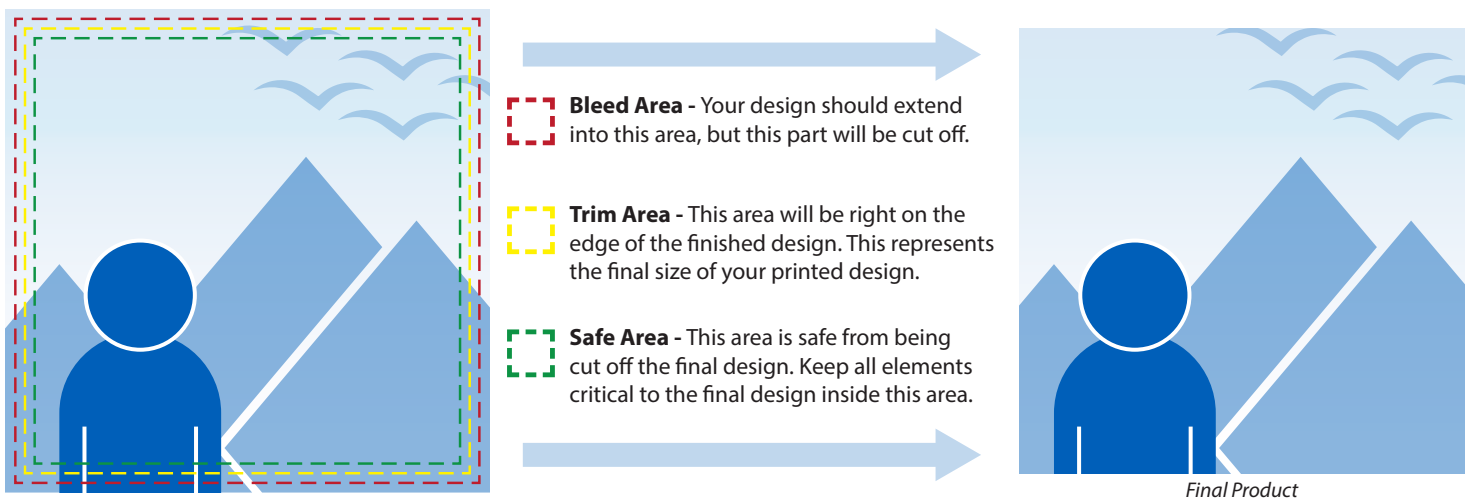 Bleed Area - Your design should extend
into this area, but this part will be cut off.
Trim Area - This area will be right on the
edge of the finished design. This represents
the final size of your printed design.
Safe Area - This area is safe from being
cut off the final design. Keep all elements
critical to the final design inside this area.
Final Product